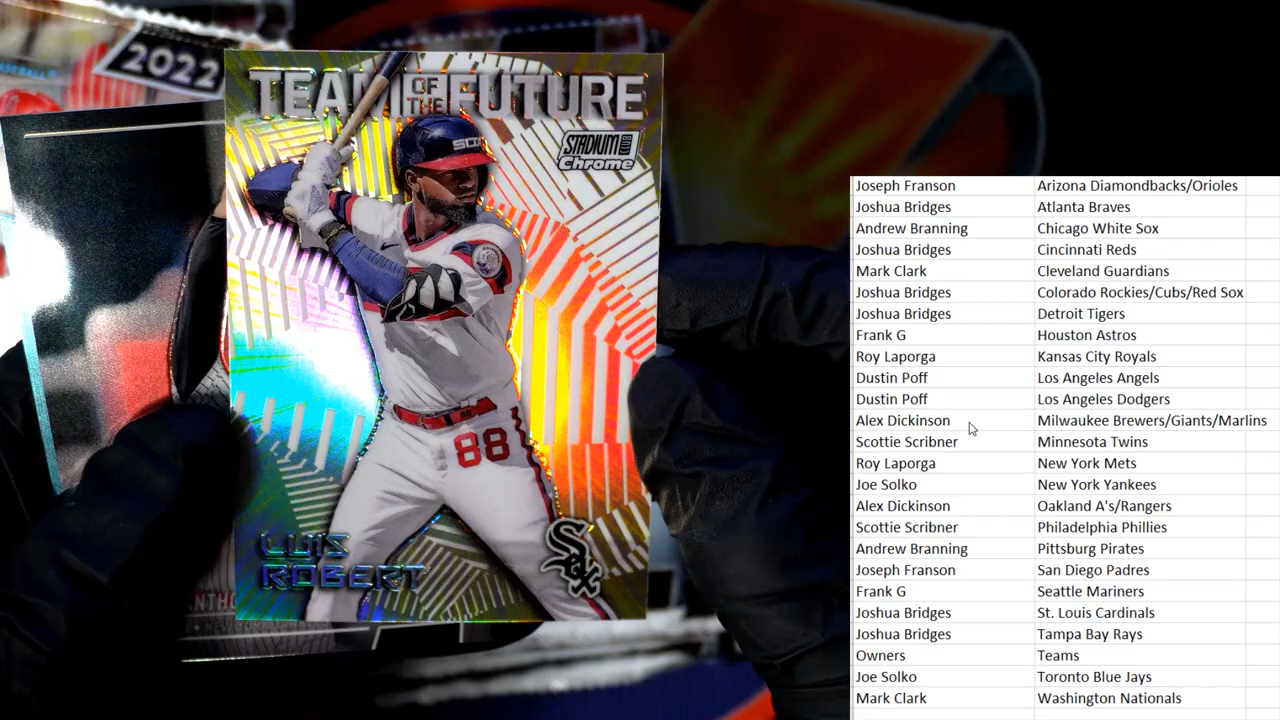 BASEBALL
2022
TEAM OF THE FUTURE
STADIUM CLUB
Chrome
SOX
88
LUIS
ROBERT
Sox
ANTHO
Joseph Franson Arizona Diamondbacks/Orioles
Joshua Bridges Atlanta Braves
Andrew Branning Chicago White Sox
Joshua Bridges Cincinnati Reds
Mark Clark Cleveland Guardians
Joshua Bridges Colorado Rockies/Cubs/Red Sox
Joshua Bridges Detroit Tigers
Frank G Houston Astros
Roy Laporga Kansas City Royals
Dustin Poff Los Angeles Angels
Dustin Poff Los Angeles Dodgers
Alex Dickinson Milwaukee Brewers/Giants/Marlins
Scottie Scribner Minnesota Twins
Roy Laporga New York Mets
Joe Solko New York Yankees
Alex Dickinson Oakland A's/Rangers
Scottie Scribner Philadelphia Phillies
Andrew Branning Pittsburg Pirates
Joseph Franson San Diego Padres
Frank G Seattle Mariners
Joshua Bridges St. Louis Cardinals
Joshua Bridges Tampa Bay Rays
Owners Teams
Joe Solko Toronto Blue Jays
Mark Clark Washington Nationals